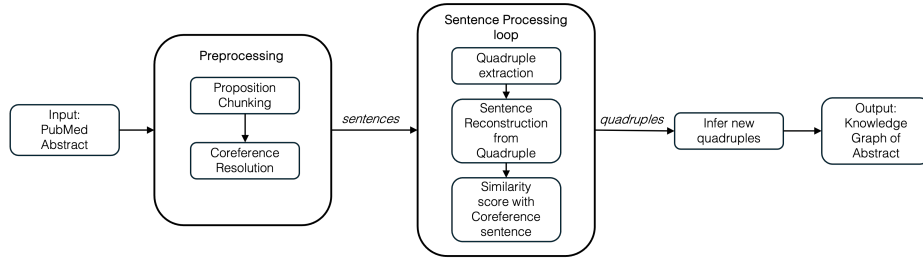 Input:
PubMed
Abstract
Preprocessing
Proposition
Chunking
Coreference
Resolution
sentences
Sentence Processing
loop
Quadruple
extraction
Sentence
Reconstruction
from
Quadruple
Similarity
score with
Coreference
sentence
quadruples
Infer new
quadruples
Output:
Knowledge
Graph of
Abstract